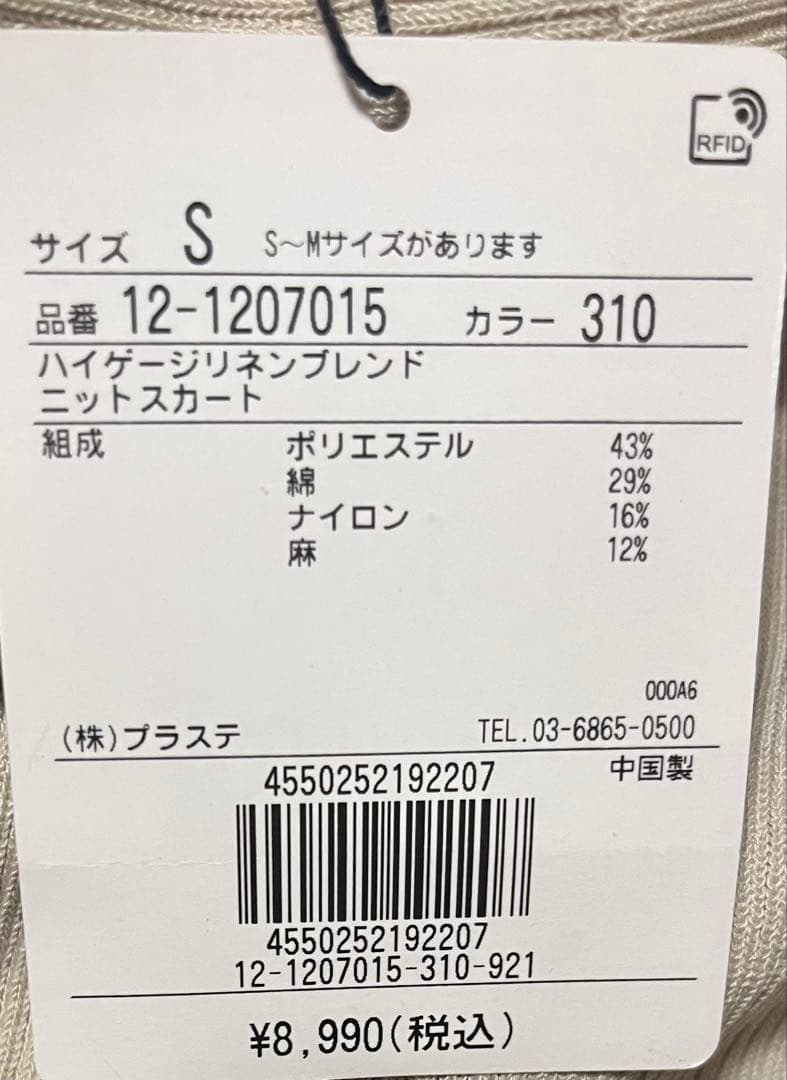 RFID
サイズ S S～Mサイズがあります
品番 12-1207015 カラー 310
ハイゲージリネンブレンド
ニットスカート
組成 ポリエステル 43%
綿 29%
ナイロン 16%
麻 12%
000A6
(株)プラステ TEL.03-6865-0500
4550252192207 中国製
4550252192207
12-1207015-310-921
¥8,990(税込)